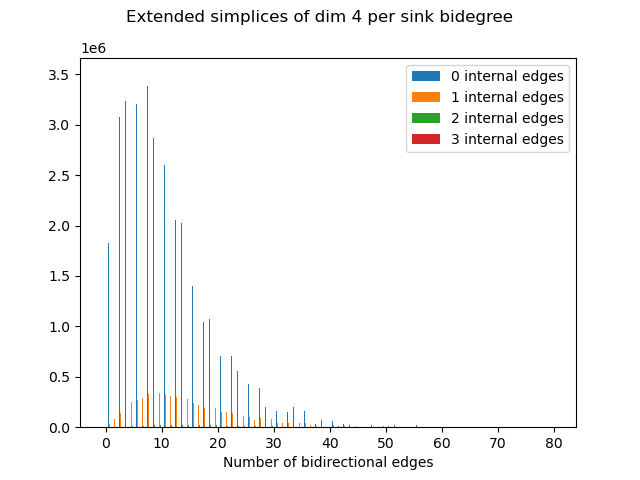 Extended simplices of dim 4 per sink bidegree
1e6
3.5
3.0
2.5
2.0
1.5
1.0
0.5
0.0
0 internal edges
1 internal edges
2 internal edges
3 internal edges
0 10 20 30 40 50 60 70 80
Number of bidirectional edges